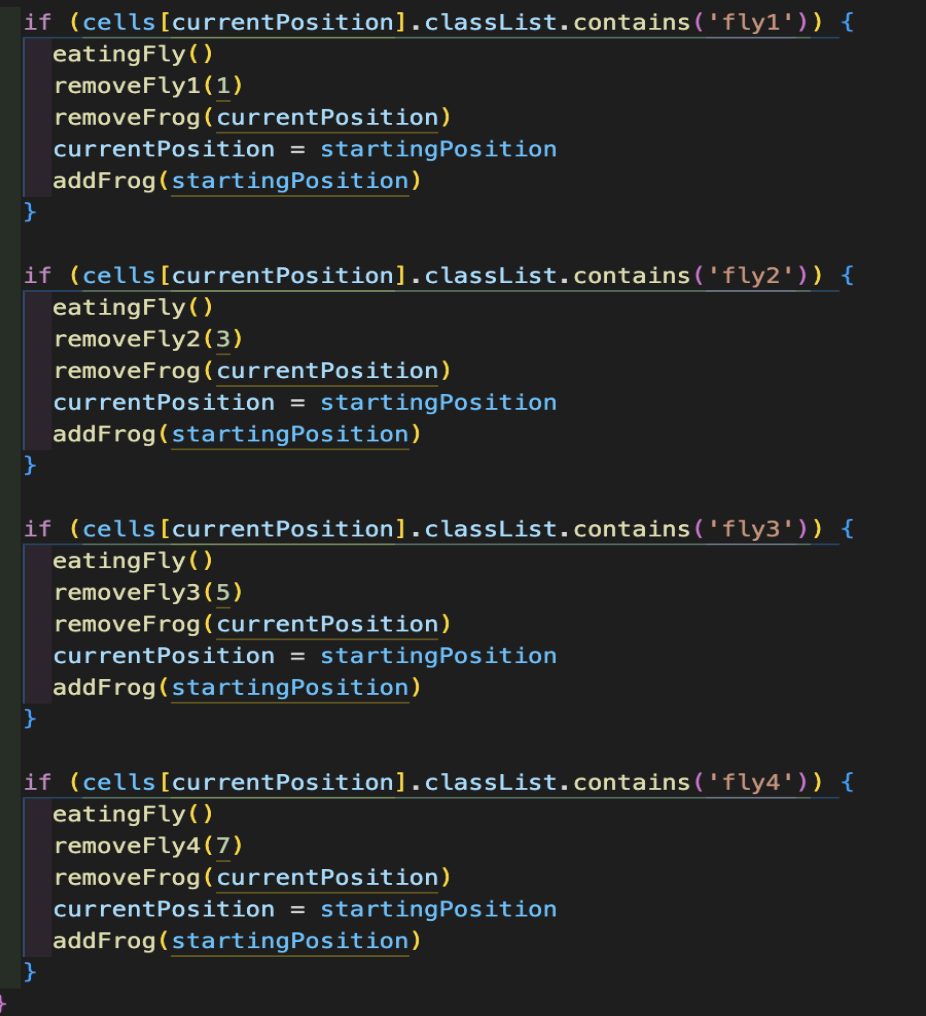 if (cells[currentPosition].classList.contains('fly1')) {
eatingFly()
removeFly1(1)
removeFrog(currentPosition)
currentPosition = startingPosition
addFrog(startingPosition)
}
if (cells[currentPosition].classList.contains('fly2')) {
eatingFly()
removeFly2(3)
removeFrog(currentPosition)
currentPosition = startingPosition
addFrog(startingPosition)
}
if (cells[currentPosition].classList.contains('fly3')) {
eatingFly()
removeFly3(5)
removeFrog(currentPosition)
currentPosition = startingPosition
addFrog(startingPosition)
}
if (cells[currentPosition].classList.contains('fly4')) {
eatingFly()
removeFly4(7)
removeFrog(currentPosition)
currentPosition = startingPosition
addFrog(startingPosition)
}
}